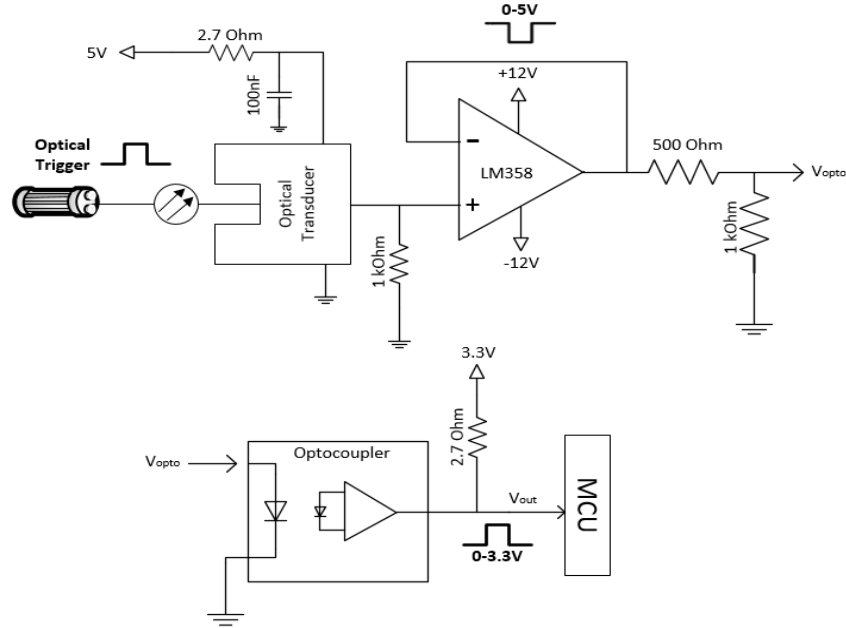 0-5V
2.7 Ohm
5V
100nF
+12V
Optical
Trigger
-
LM358
+
-12V
500 Ohm
Vopto
Optical
Transducer
1 kOhm
1 kOhm
3.3V
2.7 Ohm
Optocoupler
Vopto
Vout
MCU
0-3.3V